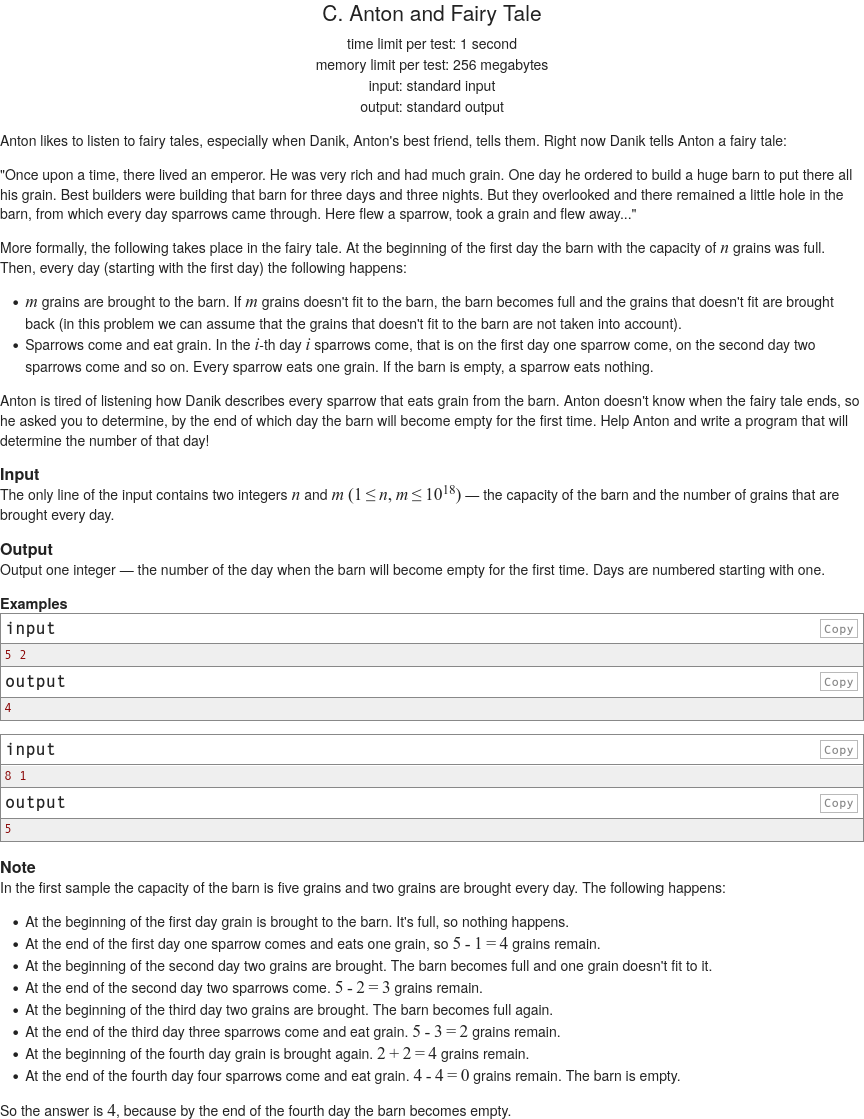 C. Anton and Fairy Tale
time limit per test: 1 second
memory limit per test: 256 megabytes
input: standard input
output: standard output
Anton likes to listen to fairy tales, especially when Danik, Anton's best friend, tells them. Right now Danik tells Anton a fairy tale:
"Once upon a time, there lived an emperor. He was very rich and had much grain. One day he ordered to build a huge barn to put there all
his grain. Best builders were building that barn for three days and three nights. But they overlooked and there remained a little hole in the
barn, from which every day sparrows came through. Here flew a sparrow, took a grain and flew away..."
More formally, the following takes place in the fairy tale. At the beginning of the first day the barn with the capacity of n grains was full.
Then, every day (starting with the first day) the following happens:
• m grains are brought to the barn. If m grains doesn't fit to the barn, the barn becomes full and the grains that doesn't fit are brought
back (in this problem we can assume that the grains that doesn't fit to the barn are not taken into account).
• Sparrows come and eat grain. In the i-th day i sparrows come, that is on the first day one sparrow come, on the second day two
sparrows come and so on. Every sparrow eats one grain. If the barn is empty, a sparrow eats nothing.
Anton is tired of listening how Danik describes every sparrow that eats grain from the barn. Anton doesn't know when the fairy tale ends, so
he asked you to determine, by the end of which day the barn will become empty for the first time. Help Anton and write a program that will
determine the number of that day!
Input
The only line of the input contains two integers n and m (1 ≤ n, m ≤ 10^18) — the capacity of the barn and the number of grains that are
brought every day.
Output
Output one integer — the number of the day when the barn will become empty for the first time. Days are numbered starting with one.
Examples
input Copy
5 2
output Copy
4
input Copy
8 1
output Copy
5
Note
In the first sample the capacity of the barn is five grains and two grains are brought every day. The following happens:
• At the beginning of the first day grain is brought to the barn. It's full, so nothing happens.
• At the end of the first day one sparrow comes and eats one grain, so 5 - 1 = 4 grains remain.
• At the beginning of the second day two grains are brought. The barn becomes full and one grain doesn't fit to it.
• At the end of the second day two sparrows come. 5 - 2 = 3 grains remain.
• At the beginning of the third day two grains are brought. The barn becomes full again.
• At the end of the third day three sparrows come and eat grain. 5 - 3 = 2 grains remain.
• At the beginning of the fourth day grain is brought again. 2 + 2 = 4 grains remain.
• At the end of the fourth day four sparrows come and eat grain. 4 - 4 = 0 grains remain. The barn is empty.
So the answer is 4, because by the end of the fourth day the barn becomes empty.